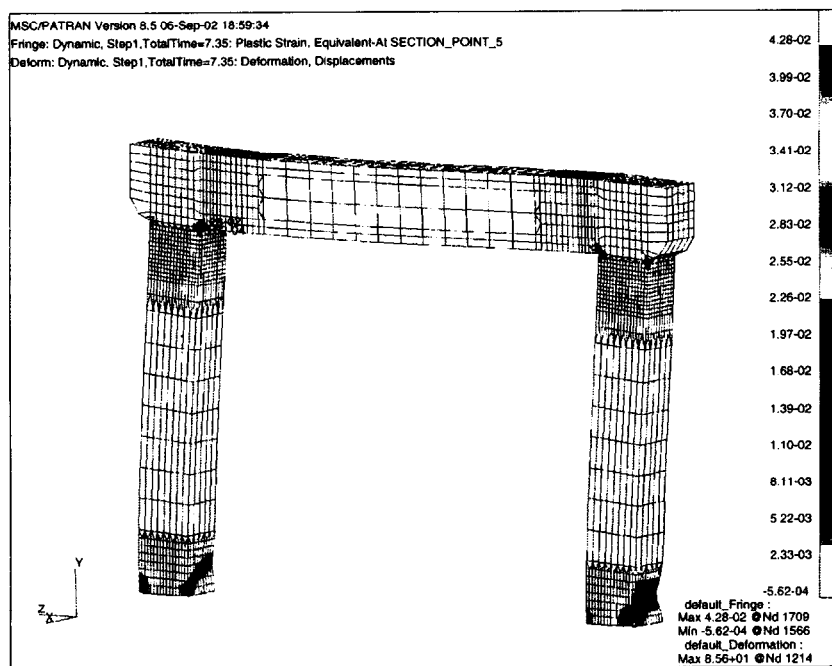 MSC/PATRAN Version 8.5 06-Sep-02 18:59:34
Fringe: Dynamic, Step1,TotalTime=7.35: Plastic Strain, Equivalent-At SECTION_POINT_5
Deform: Dynamic, Step1,TotalTime=7.35: Deformation, Displacements
4.28-02
3.99-02
3.70-02
3.41-02
3.12-02
2.83-02
2.55-02
2.26-02
1.97-02
1.68-02
1.39-02
1.10-02
8.11-03
5.22-03
2.33-03
-5.62-04
Y
Z
X
default_Fringe :
Max 4.28-02 @Nd 1709
Min -5.62-04 @Nd 1566
default_Deformation :
Max 8.56+01 @Nd 1214